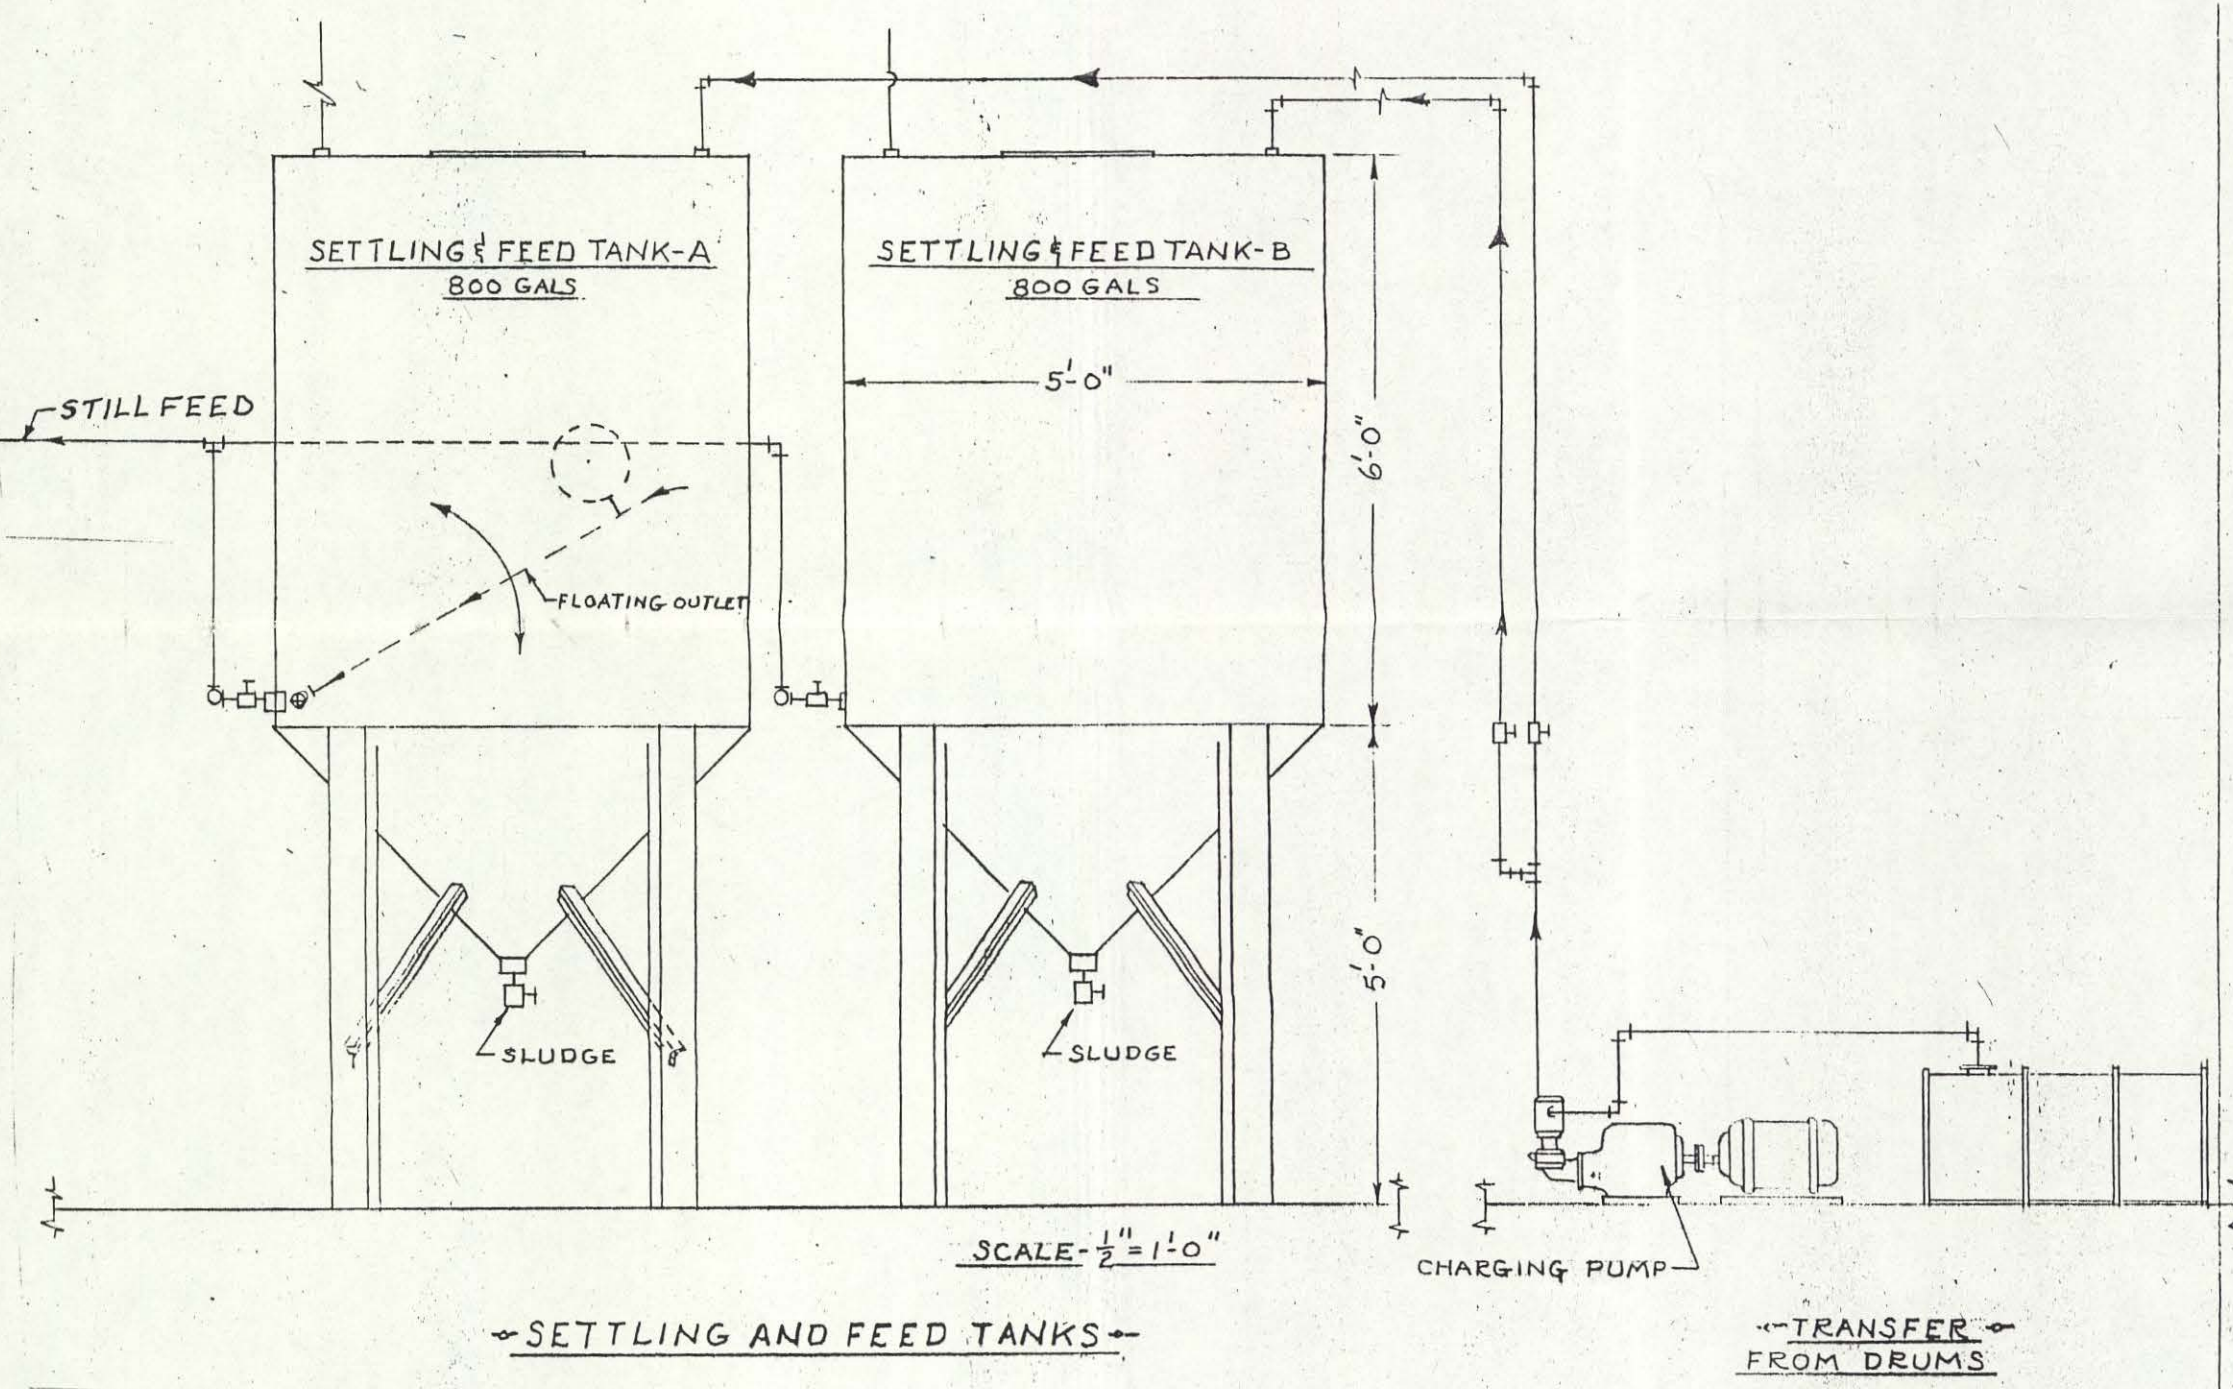 SETTLING & FEED TANK-A
800 GALS
SETTLING & FEED TANK-B
800 GALS
5'-0"
STILL FEED
6'-0"
FLOATING OUTLET
5'-0"
SLUDGE
SLUDGE
SCALE-1/2"=1'-0"
CHARGING PUMP
SETTLING AND FEED TANKS
TRANSFER
FROM DRUMS